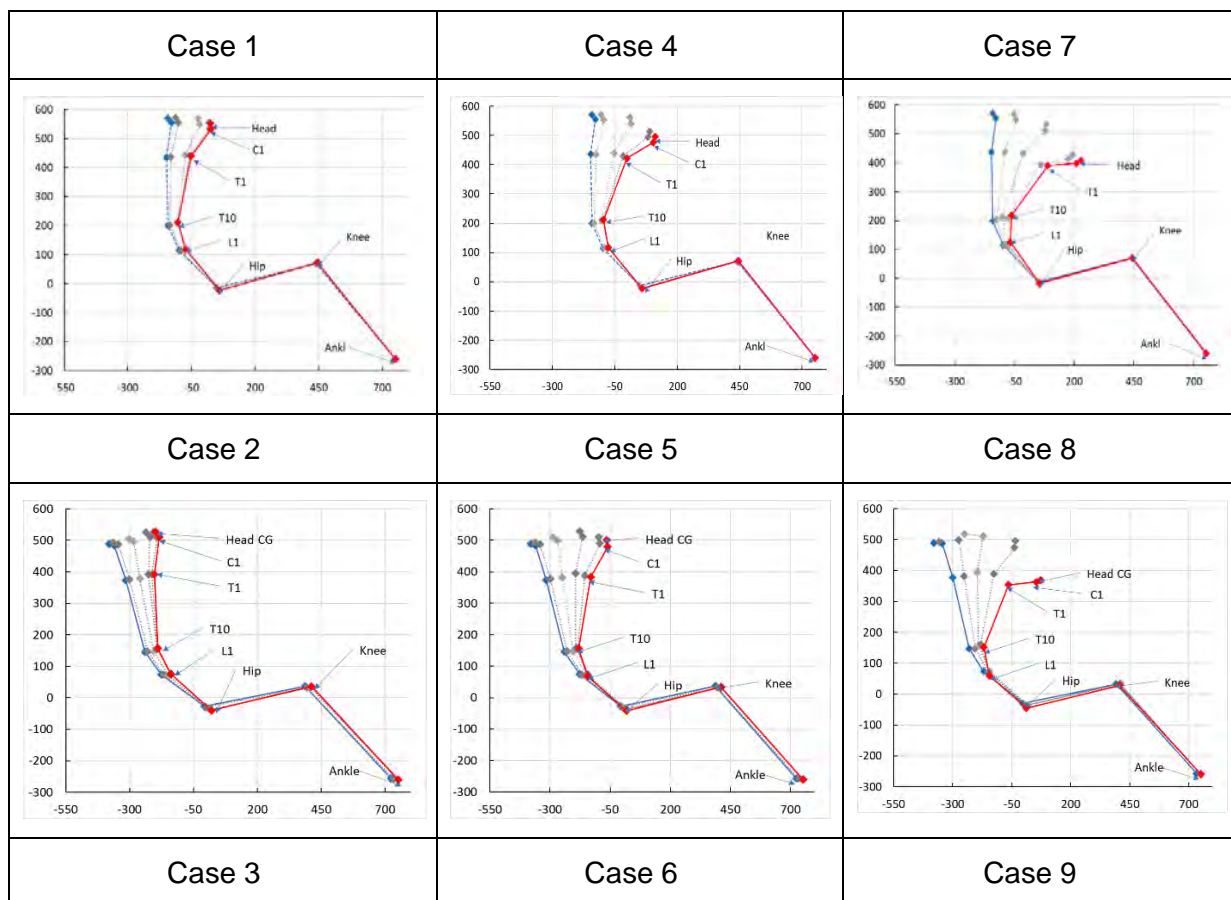 Case 1
Case 4
Case 7
600
500
400
300
200
100
0
-100
-200
-300
-550
-300
-50
200
450
700
Head
C1
T1
T10
L1
Hip
Knee
Ankl
600
500
400
300
200
100
0
-100
-200
-300
-550
-300
-50
200
450
700
Head
C1
T1
T10
L1
Hip
Knee
Ankl
600
500
400
300
200
100
0
-100
-200
-300
-550
-300
-50
200
450
700
Head
T1
T10
L1
Hip
Knee
Ankl
Case 2
Case 5
Case 8
600
500
400
300
200
100
0
-100
-200
-300
-550
-300
-50
200
450
700
Head CG
C1
T1
T10
L1
Hip
Knee
Ankle
600
500
400
300
200
100
0
-100
-200
-300
-550
-300
-50
200
450
700
Head CG
C1
T1
T10
L1
Hip
Knee
Ankle
600
500
400
300
200
100
0
-100
-200
-300
-550
-300
-50
200
450
700
Head CG
C1
T1
T10
L1
Hip
Knee
Ankle
Case 3
Case 6
Case 9